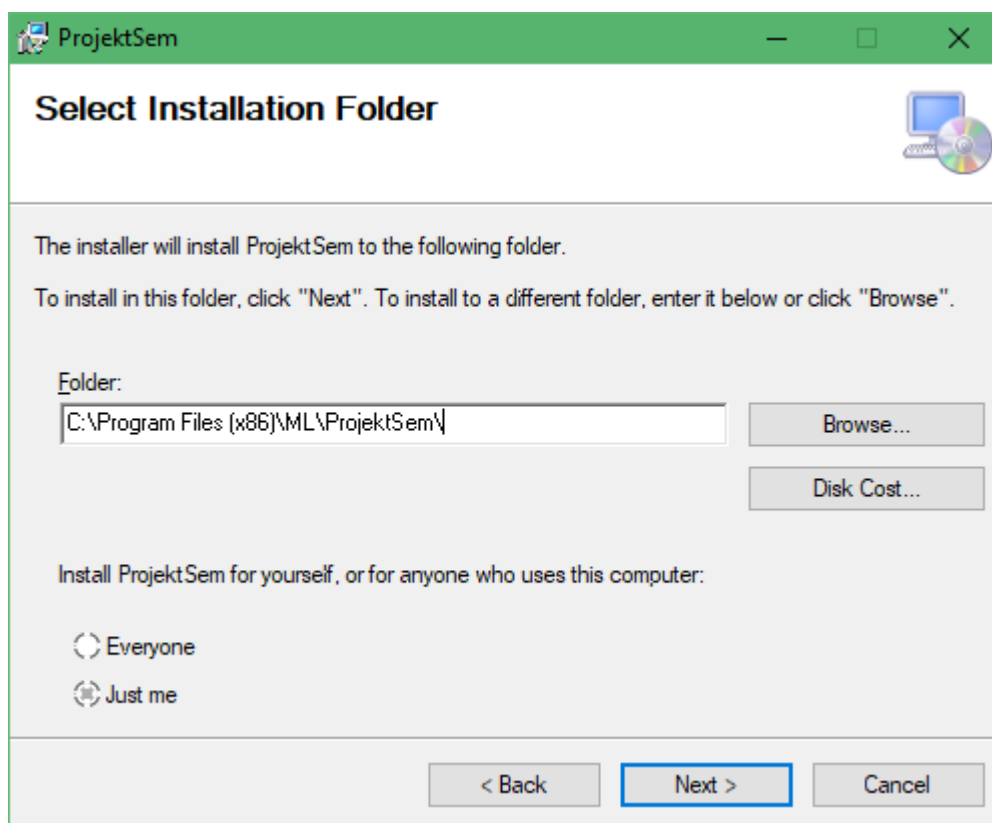 ProjektSem
Select Installation Folder
The installer will install ProjektSem to the following folder.
To install in this folder, click "Next". To install to a different folder, enter it below or click "Browse".
Folder:
C:\Program Files (x86)\ML\ProjektSem\
Browse...
Disk Cost...
Install ProjektSem for yourself, or for anyone who uses this computer:
Everyone
Just me
< Back
Next >
Cancel